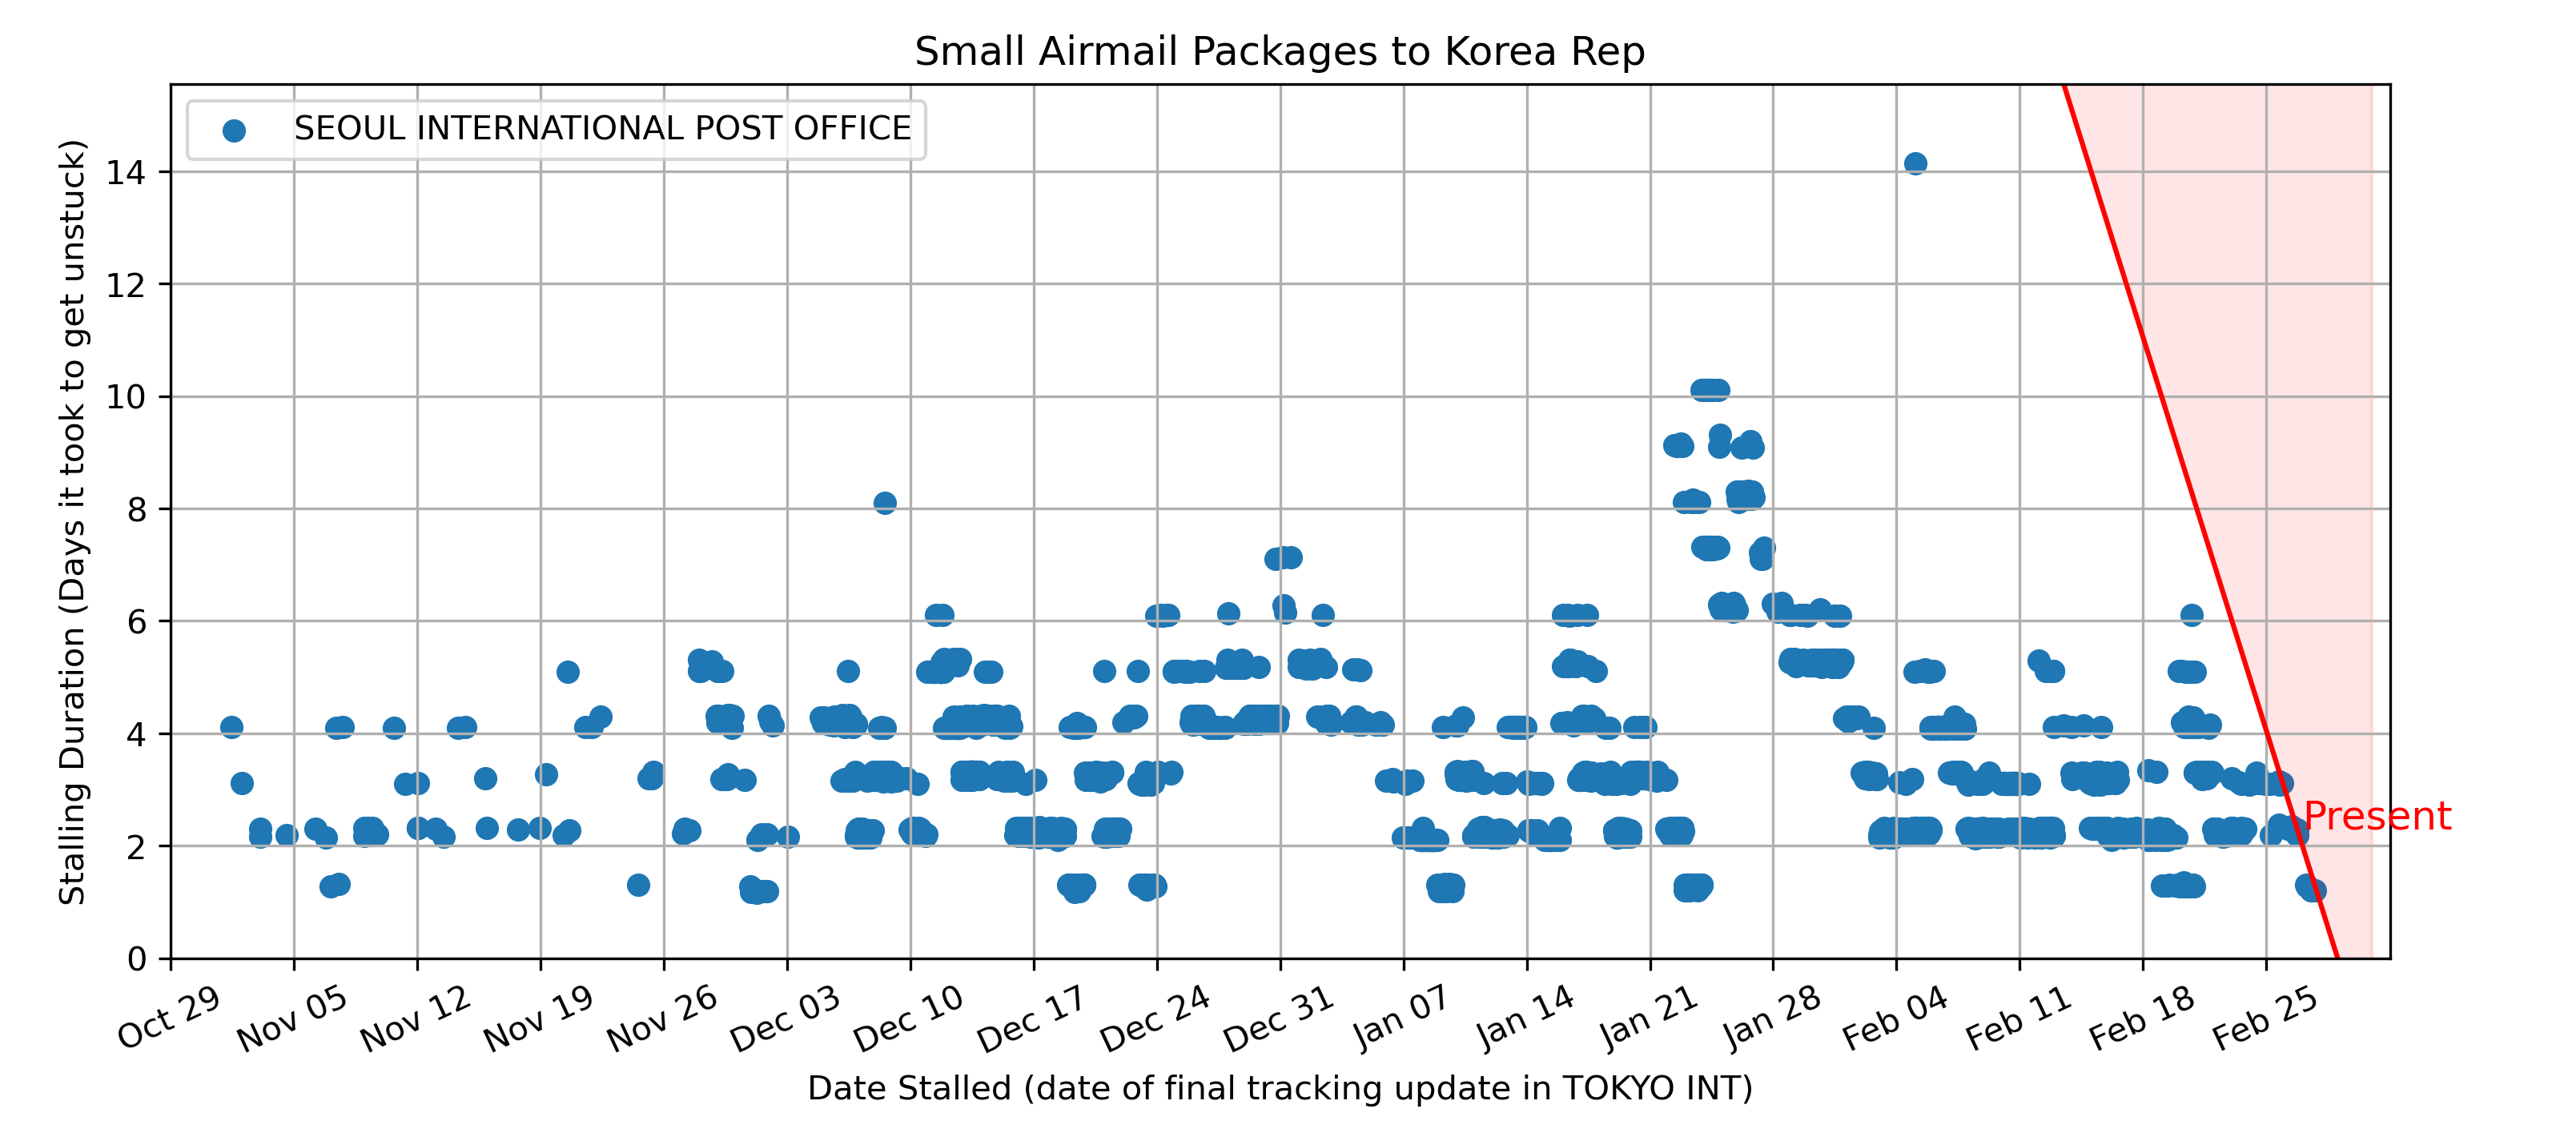 Small Airmail Packages to Korea Rep
SEOUL INTERNATIONAL POST OFFICE
Stalling Duration (Days it took to get unstuck)
14
12
10
8
6
4
2
0
Present
Oct 29
Nov 05
Nov 12
Nov 19
Nov 26
Dec 03
Dec 10
Dec 17
Dec 24
Dec 31
Jan 07
Jan 14
Jan 21
Jan 28
Feb 04
Feb 11
Feb 18
Feb 25
Date Stalled (date of final tracking update in TOKYO INT)